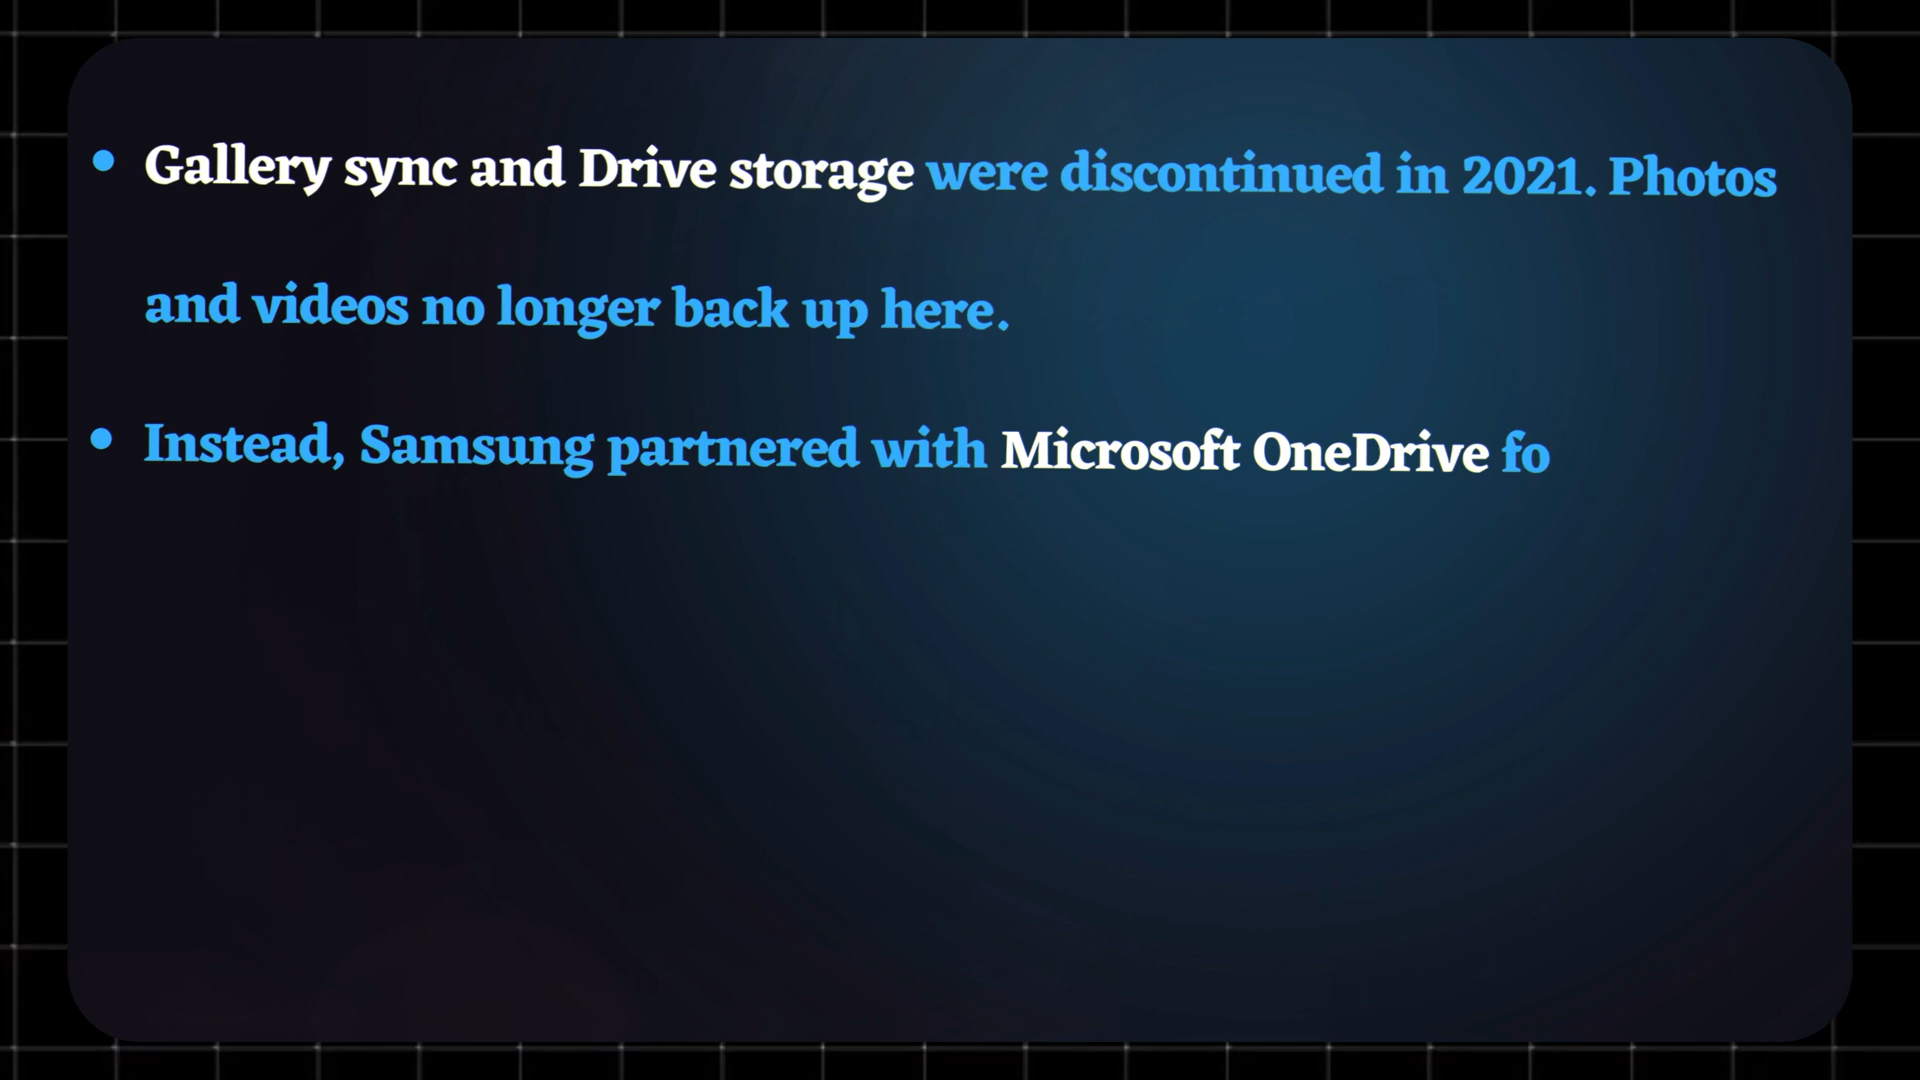 • Gallery sync and Drive storage were discontinued in 2021. Photos
and videos no longer back up here.
• Instead, Samsung partnered with Microsoft OneDrive fo